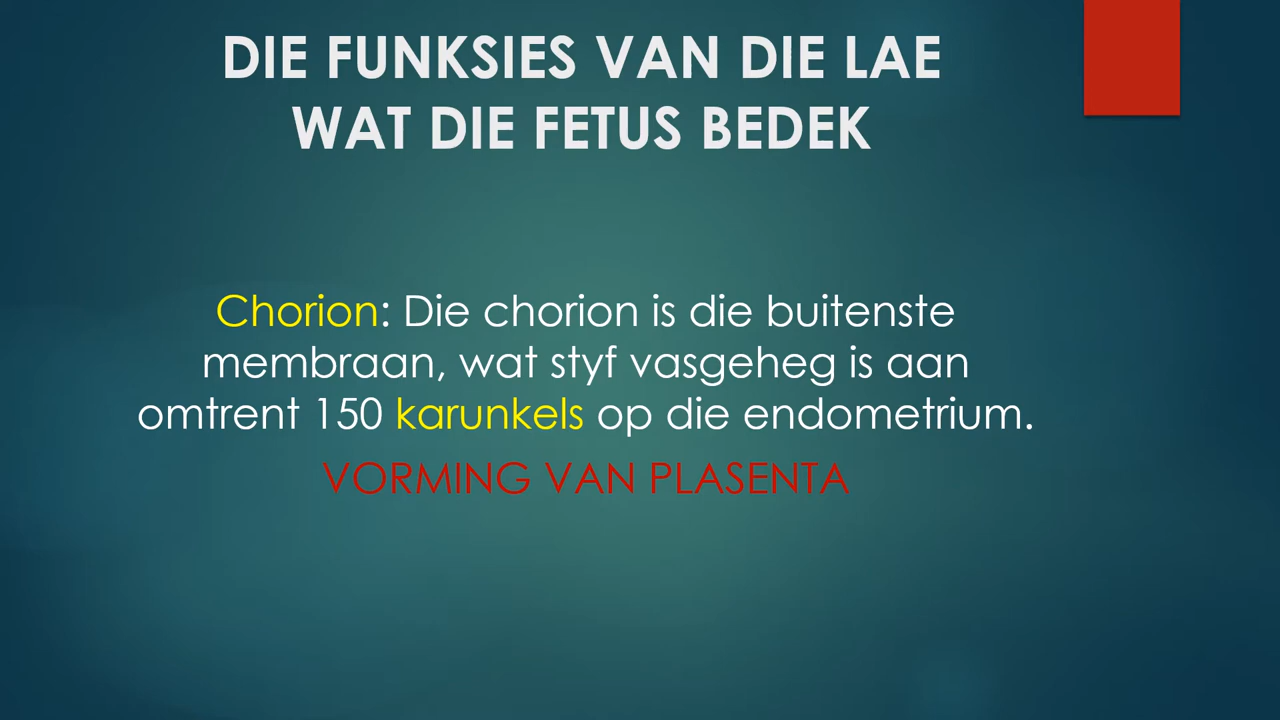 DIE FUNKSIES VAN DIE LAE
WAT DIE FETUS BEDEK
Chorion: Die chorion is die buitenste
membraan, wat styf vasgeheg is aan
omtrent 150 karunkels op die endometrium.
VORMING VAN PLASENTA